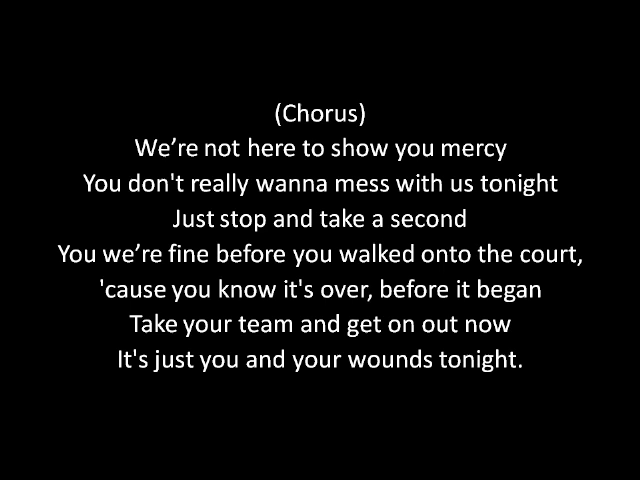 (Chorus)
We’re not here to show you mercy
You don't really wanna mess with us tonight
Just stop and take a second
You we’re fine before you walked onto the court,
'cause you know it's over, before it began
Take your team and get on out now
It's just you and your wounds tonight.